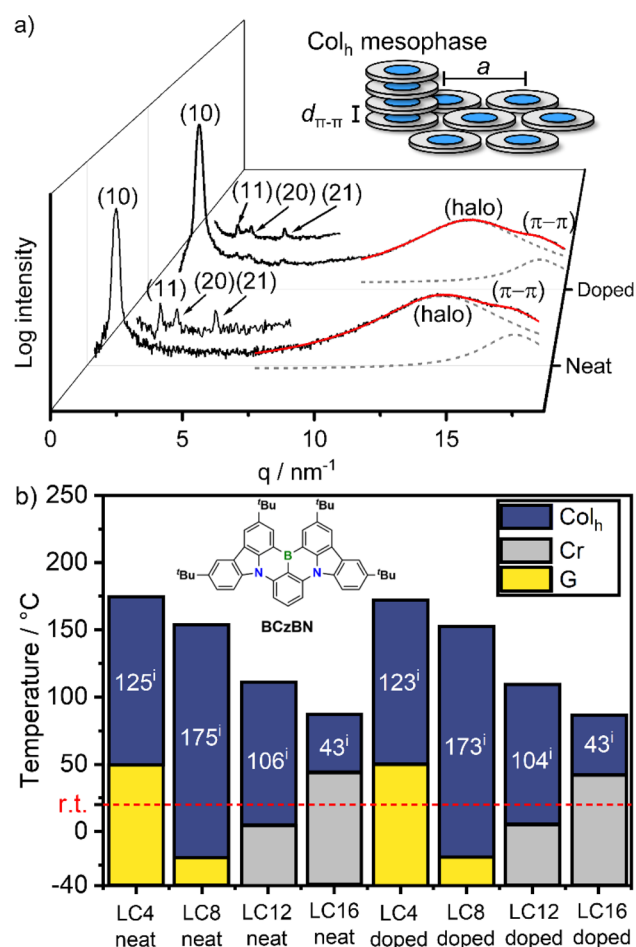 a)
Colh mesophase
a
dπ-π
(10)
(10)
(11) (20) (21)
(halo)
(π−π)
(11) (20) (21)
(halo)
(π−π)
Doped
Neat
Log intensity
0 5 10 15
q / nm-1
b)
250
200
150
100
50
r.t.
0
-40
Temperature / °C
tBu
tBu
B
N
N
tBu
tBu
BCzBN
Colh
Cr
G
125i
175i
106i
43i
123i
173i
104i
43i
LC4 LC8 LC12 LC16 LC4 LC8 LC12 LC16
neat neat neat neat doped doped doped doped